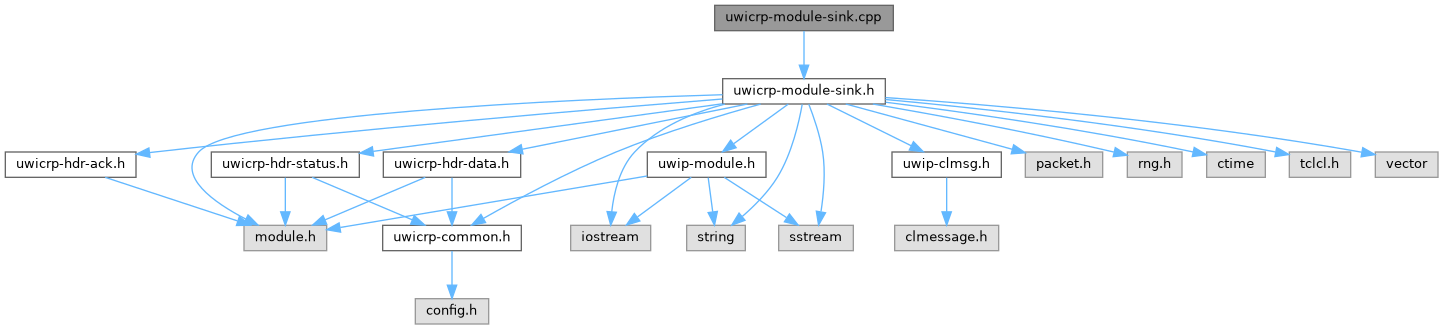 uwicrp-module-sink.cpp
uwicrp-module-sink.h
uwicrp-hdr-ack.h
uwicrp-hdr-status.h
uwicrp-hdr-data.h
uwip-module.h
uwip-clmsg.h
packet.h
rng.h
ctime
tclcl.h
vector
module.h
uwicrp-common.h
iostream
string
sstream
clmessage.h
config.h